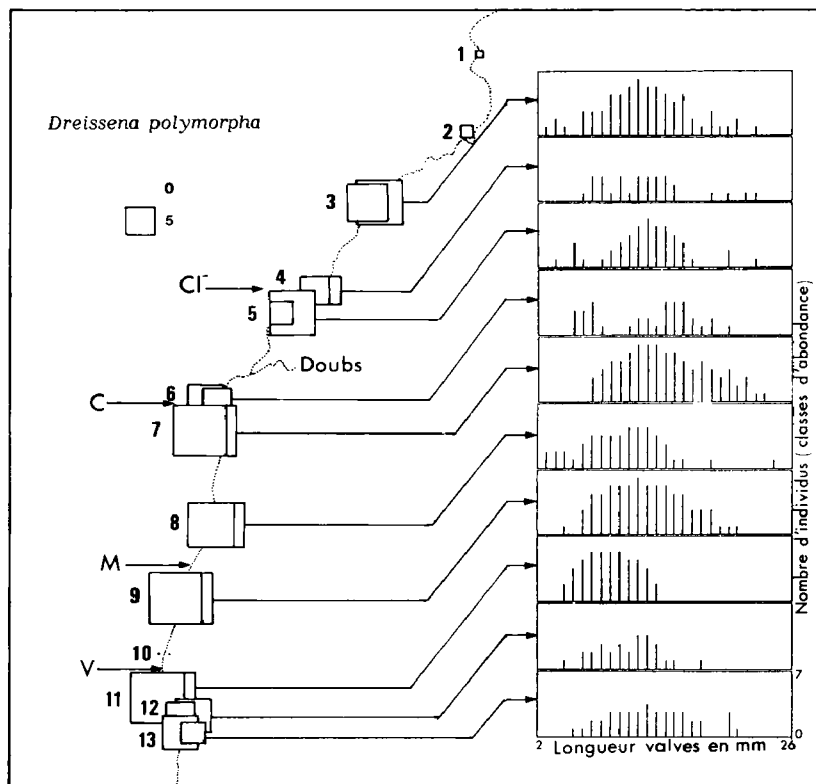 1
Dreissena polymorpha
2
0
5
3
4
Cl⁻
5
Doubs
6
C
7
8
M
9
10
V
11
12
13
7
0
2
Longueur valves en mm
26
Nombre d'individus (classes d'abondance)